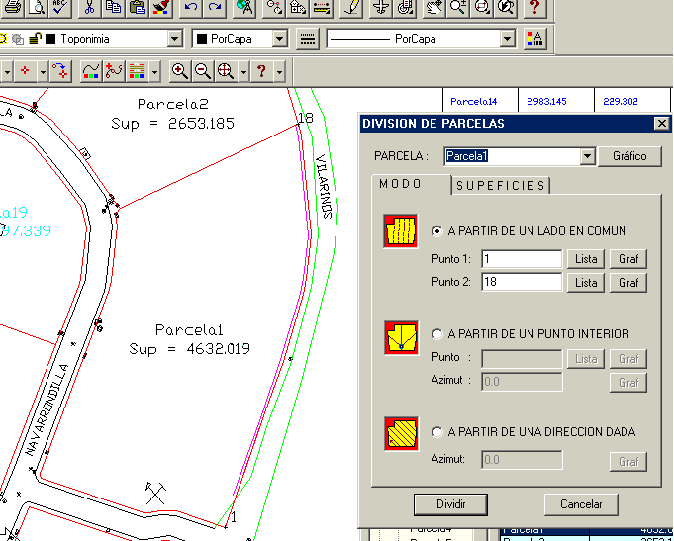 Toponimia
PorCapa
PorCapa
?
?
Parcela14 2983.145 229.302
Parcela2
Sup = 2653.185
18
VILARINOS
LA
la19
97.339
Parcela1
Sup = 4632.019
NAVARRONDILLA
1
DIVISION DE PARCELAS
PARCELA : Parcela1 Gráfico
MODO SUPEFICIES
A PARTIR DE UN LADO EN COMUN
Punto 1: 1 Lista Graf
Punto 2: 18 Lista Graf
A PARTIR DE UN PUNTO INTERIOR
Punto : Lista Graf
Azimut : 0.0 Graf
A PARTIR DE UNA DIRECCION DADA
Azimut: 0.0 Graf
Dividir Cancelar
Parcela4 Parcela1 4632.0